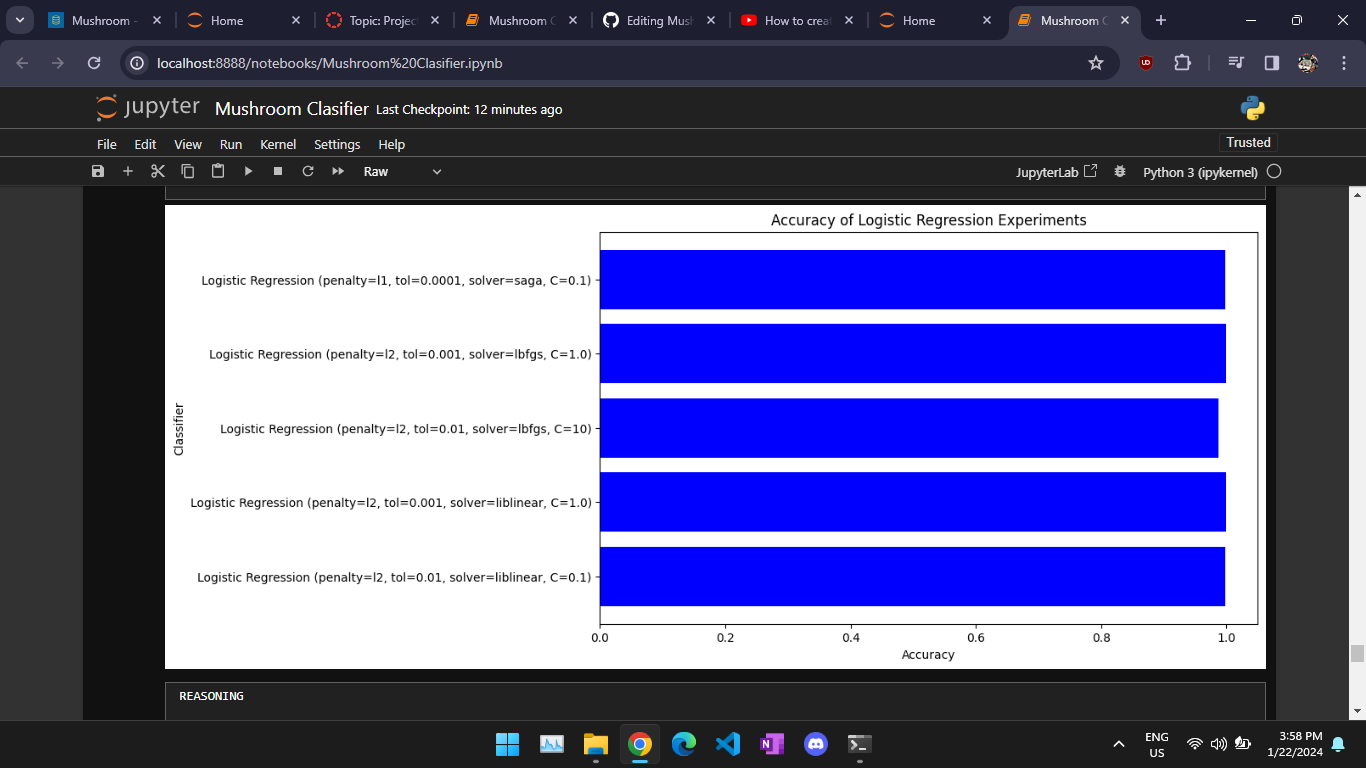 Mushroom -
Home
Topic: Project
Mushroom C
Editing Mush
How to creat
Home
Mushroom C
localhost:8888/notebooks/Mushroom%20Clasifier.ipynb
UD
jupyter Mushroom Clasifier Last Checkpoint: 12 minutes ago
File Edit View Run Kernel Settings Help
Trusted
Raw
JupyterLab
Python 3 (ipykernel)
Accuracy of Logistic Regression Experiments
Logistic Regression (penalty=l1, tol=0.0001, solver=saga, C=0.1)
Logistic Regression (penalty=l2, tol=0.001, solver=lbfgs, C=1.0)
Classifier
Logistic Regression (penalty=l2, tol=0.01, solver=lbfgs, C=10)
Logistic Regression (penalty=l2, tol=0.001, solver=liblinear, C=1.0)
Logistic Regression (penalty=l2, tol=0.01, solver=liblinear, C=0.1)
0.0 0.2 0.4 0.6 0.8 1.0
Accuracy
REASONING
ENG
US
3:58 PM
1/22/2024